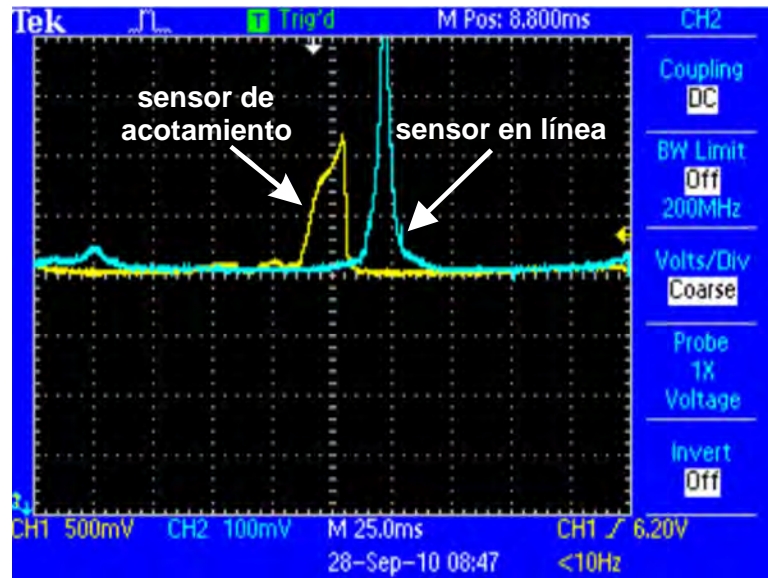 Tek T Trig'd M Pos: 8.800ms CH2
Coupling
DC
BW Limit
Off
200MHz
Volts/Div
Coarse
Probe
1X
Voltage
Invert
Off
sensor de
acotamiento
sensor en línea
CH1 500mV CH2 100mV M 25.0ms CH1 6.20V
28-Sep-10 08:47 <10Hz